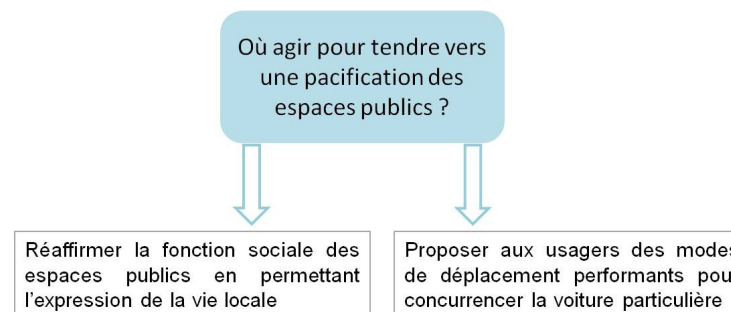 Où agir pour tendre vers
une pacification des
espaces publics ?
Réaffirmer la fonction sociale des
espaces publics en permettant
l'expression de la vie locale
Proposer aux usagers des modes
de déplacement performants pou
concurrencer la voiture particulière